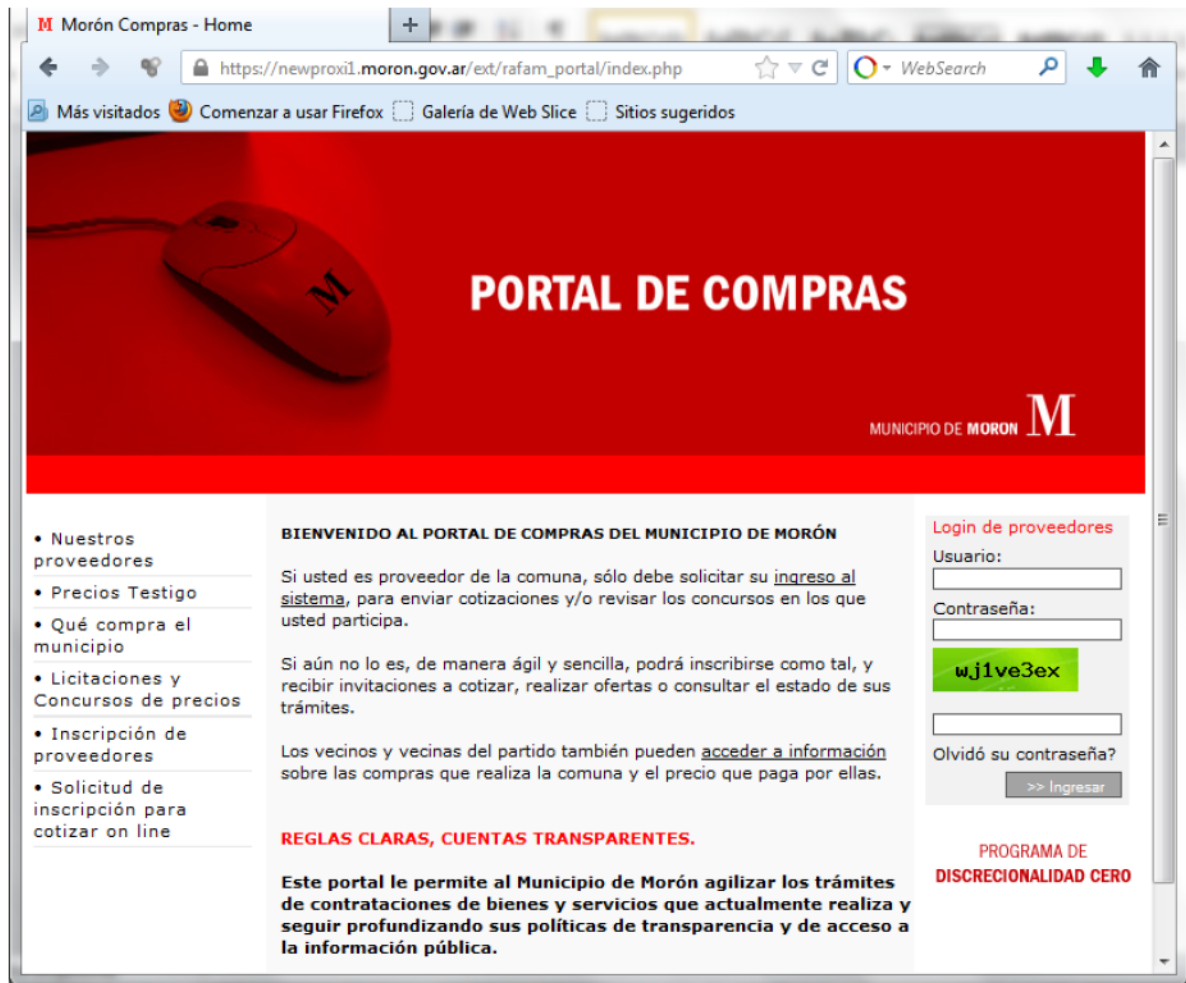 M Morón Compras - Home
https://newproxi1.moron.gov.ar/ext/rafam_portal/index.php
WebSearch
Más visitados Comenzar a usar Firefox Galería de Web Slice Sitios sugeridos
M
PORTAL DE COMPRAS
MUNICIPIO DE MORON M
• Nuestros
proveedores
• Precios Testigo
• Qué compra el
municipio
• Licitaciones y
Concursos de precios
• Inscripción de
proveedores
• Solicitud de
inscripción para
cotizar on line
BIENVENIDO AL PORTAL DE COMPRAS DEL MUNICIPIO DE MORÓN
Si usted es proveedor de la comuna, sólo debe solicitar su ingreso al
sistema, para enviar cotizaciones y/o revisar los concursos en los que
usted participa.
Si aún no lo es, de manera ágil y sencilla, podrá inscribirse como tal, y
recibir invitaciones a cotizar, realizar ofertas o consultar el estado de sus
trámites.
Los vecinos y vecinas del partido también pueden acceder a información
sobre las compras que realiza la comuna y el precio que paga por ellas.
REGLAS CLARAS, CUENTAS TRANSPARENTES.
Este portal le permite al Municipio de Morón agilizar los trámites
de contrataciones de bienes y servicios que actualmente realiza y
seguir profundizando sus políticas de transparencia y de acceso a
la información pública.
Login de proveedores
Usuario:
Contraseña:
wj1ve3ex
Olvidó su contraseña?
>> Ingresar
PROGRAMA DE
DISCRECIONALIDAD CERO